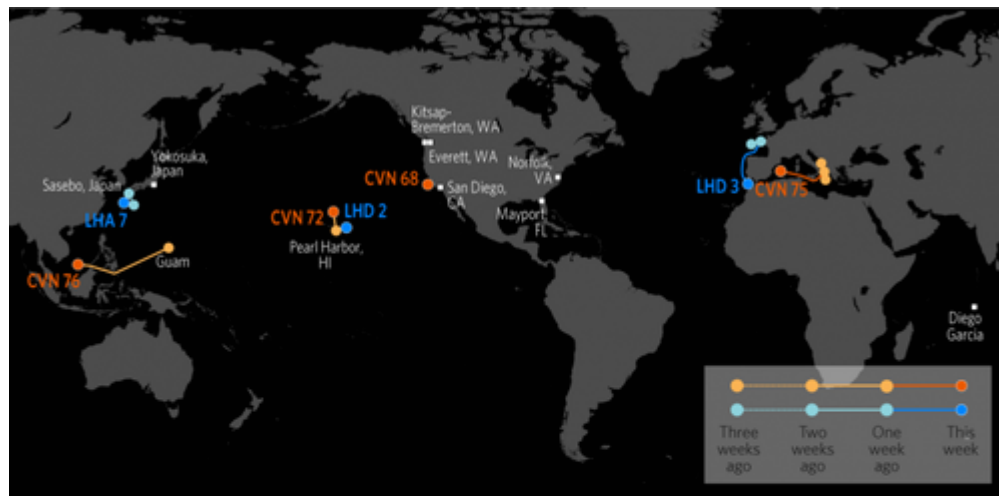 Kitsap-
Bremerton, WA
Everett, WA
Yokosuka,
Japan
Norfolk,
VA
Sasebo, Japan
CVN 68
San Diego,
CA
LHD 3
CVN 75
LHA 7
CVN 72
LHD 2
Mayport,
FL
Pearl Harbor,
HI
Guam
CVN 76
Diego
Garcia
Three
weeks
ago
Two
weeks
ago
One
week
ago
This
week